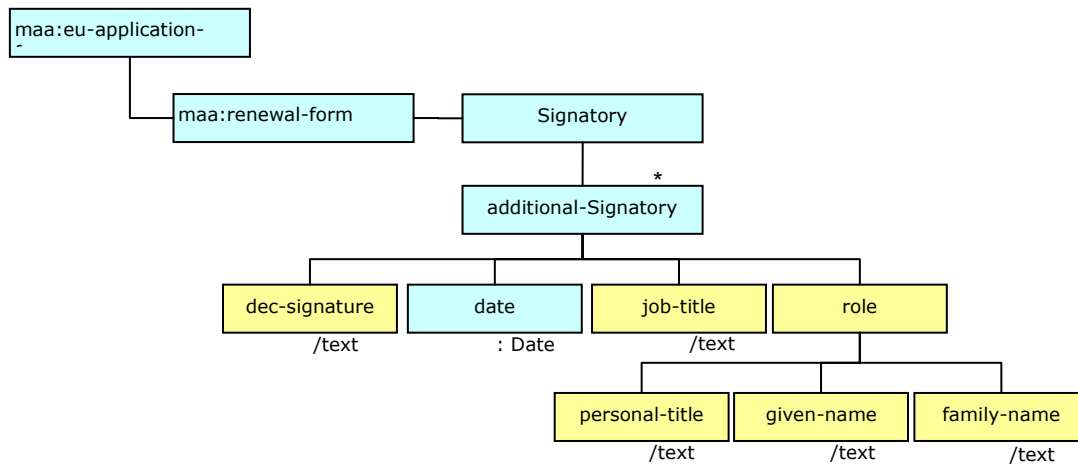 maa:eu-application-
maa:renewal-form
Signatory
*
additional-Signatory
dec-signature
date
job-title
role
/text
: Date
/text
personal-title
given-name
family-name
/text
/text
/text